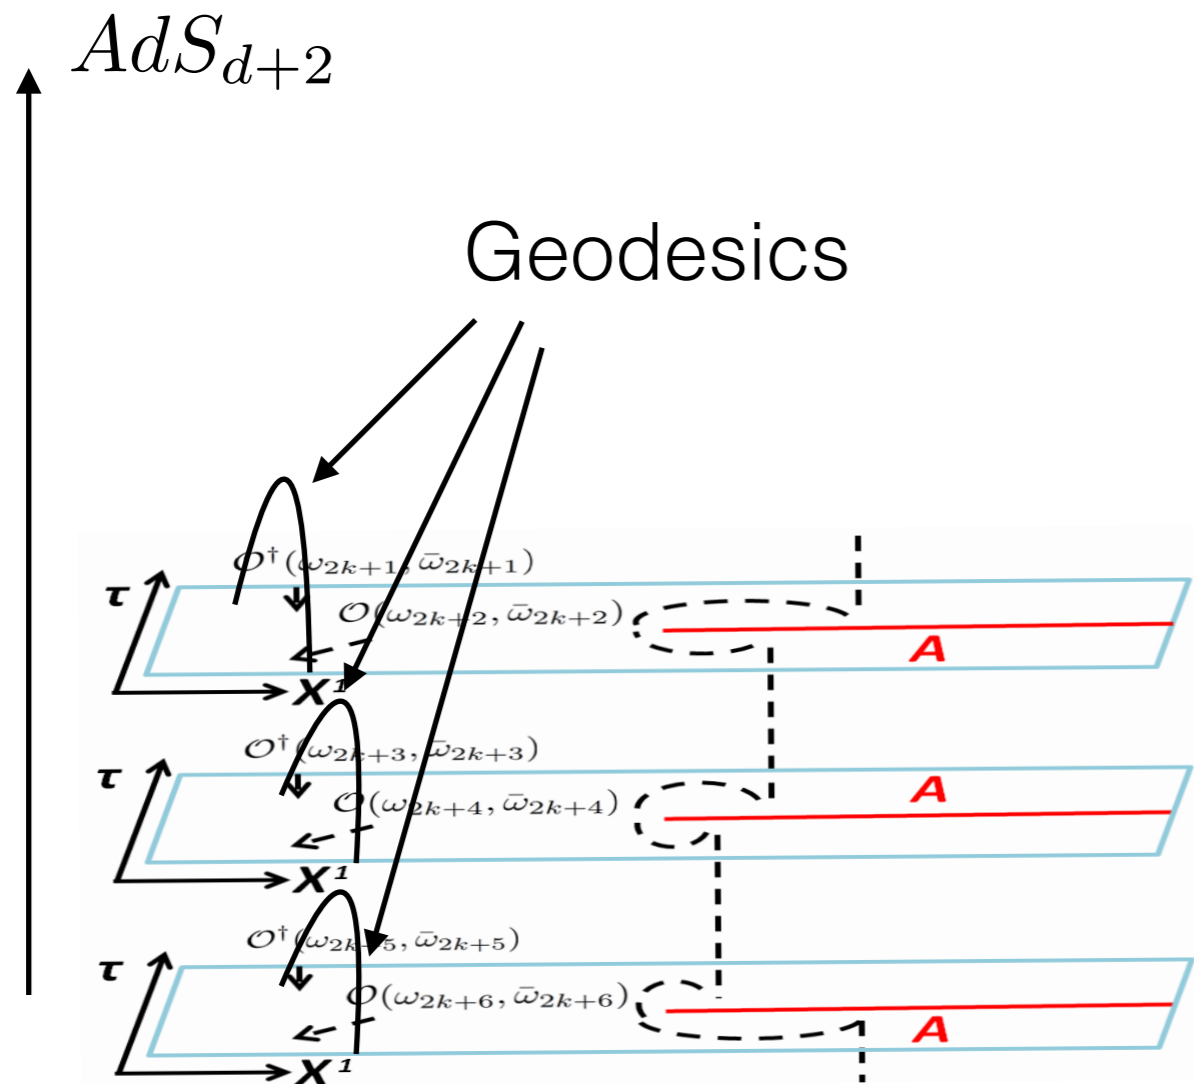 AdS_{d+2}
Geodesics
𝒪†(ω_{2k+1}, ω̄_{2k+1})
τ
𝒪(ω_{2k+2}, ω̄_{2k+2})
A
X¹
𝒪†(ω_{2k+3}, ω̄_{2k+3})
τ
A
𝒪(ω_{2k+4}, ω̄_{2k+4})
X¹
𝒪†(ω_{2k+5}, ω̄_{2k+5})
τ
𝒪(ω_{2k+6}, ω̄_{2k+6})
A
X¹